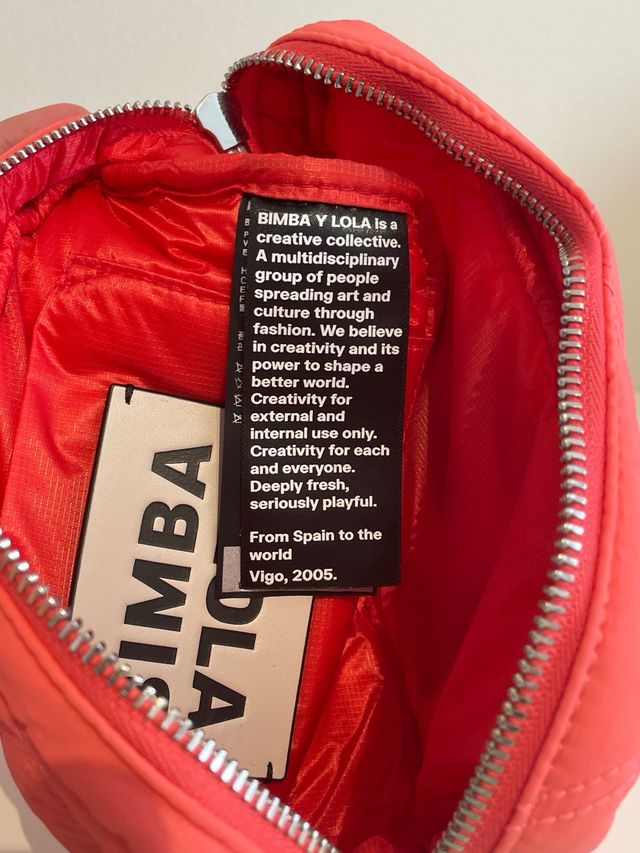 BIMBA Y LOLA is a
creative collective.
A multidisciplinary
group of people
spreading art and
culture through
fashion. We believe
in creativity and its
power to shape a
better world.
Creativity for
external and
internal use only.
Creativity for each
and everyone.
Deeply fresh,
seriously playful.
From Spain to the
world
Vigo, 2005.
BIMBA